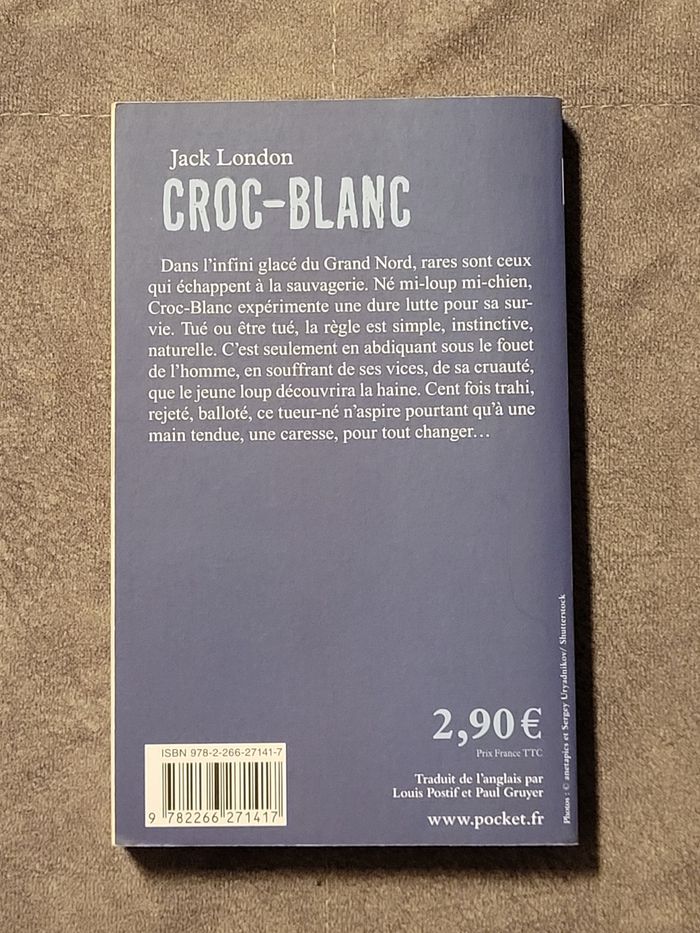 Jack London
CROC-BLANC
Dans l’infini glacé du Grand Nord, rares sont ceux
qui échappent à la sauvagerie. Né mi-loup mi-chien,
Croc-Blanc expérimente une dure lutte pour sa sur-
vie. Tué ou être tué, la règle est simple, instinctive,
naturelle. C’est seulement en abdiquant sous le fouet
de l’homme, en souffrant de ses vices, de sa cruauté,
que le jeune loup découvrira la haine. Cent fois trahi,
rejeté, balloté, ce tueur-né n’aspire pourtant qu’à une
main tendue, une caresse, pour tout changer…
2,90 €
Prix France TTC
Traduit de l’anglais par
Louis Postif et Paul Gruyer
www.pocket.fr
ISBN 978-2-266-27141-7
9 782266 271417
Photos : © anetapics et Sergey Uryadnikov/ Shutterstock